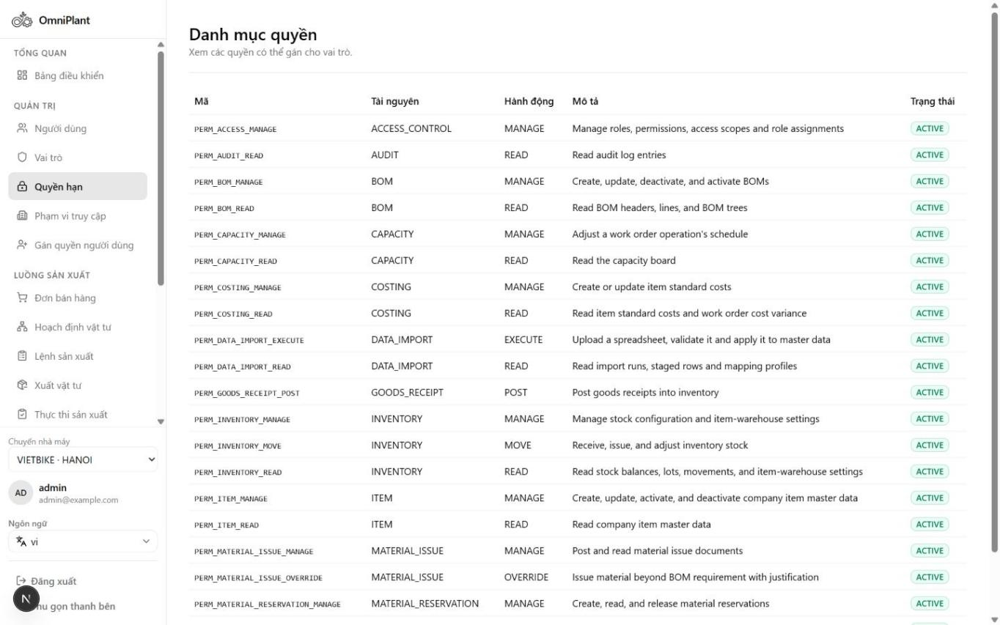 OmniPlant
TỔNG QUAN
Bảng điều khiển
QUẢN TRỊ
Người dùng
Vai trò
Quyền hạn
Phạm vi truy cập
Gán quyền người dùng
LUỒNG SẢN XUẤT
Đơn bán hàng
Hoạch định vật tư
Lệnh sản xuất
Xuất vật tư
Thực thi sản xuất
Chuyển nhà máy
VIETBIKE · HANOI
AD
admin
admin@example.com
Ngôn ngữ
vi
Đăng xuất
N
hu gọn thanh bên
Danh mục quyền
Xem các quyền có thể gán cho vai trò.
Mã Tài nguyên Hành động Mô tả Trạng thái
PERM_ACCESS_MANAGE ACCESS_CONTROL MANAGE Manage roles, permissions, access scopes and role assignments ACTIVE
PERM_AUDIT_READ AUDIT READ Read audit log entries ACTIVE
PERM_BOM_MANAGE BOM MANAGE Create, update, deactivate, and activate BOMs ACTIVE
PERM_BOM_READ BOM READ Read BOM headers, lines, and BOM trees ACTIVE
PERM_CAPACITY_MANAGE CAPACITY MANAGE Adjust a work order operation's schedule ACTIVE
PERM_CAPACITY_READ CAPACITY READ Read the capacity board ACTIVE
PERM_COSTING_MANAGE COSTING MANAGE Create or update item standard costs ACTIVE
PERM_COSTING_READ COSTING READ Read item standard costs and work order cost variance ACTIVE
PERM_DATA_IMPORT_EXECUTE DATA_IMPORT EXECUTE Upload a spreadsheet, validate it and apply it to master data ACTIVE
PERM_DATA_IMPORT_READ DATA_IMPORT READ Read import runs, staged rows and mapping profiles ACTIVE
PERM_GOODS_RECEIPT_POST GOODS_RECEIPT POST Post goods receipts into inventory ACTIVE
PERM_INVENTORY_MANAGE INVENTORY MANAGE Manage stock configuration and item-warehouse settings ACTIVE
PERM_INVENTORY_MOVE INVENTORY MOVE Receive, issue, and adjust inventory stock ACTIVE
PERM_INVENTORY_READ INVENTORY READ Read stock balances, lots, movements, and item-warehouse settings ACTIVE
PERM_ITEM_MANAGE ITEM MANAGE Create, update, activate, and deactivate company item master data ACTIVE
PERM_ITEM_READ ITEM READ Read company item master data ACTIVE
PERM_MATERIAL_ISSUE_MANAGE MATERIAL_ISSUE MANAGE Post and read material issue documents ACTIVE
PERM_MATERIAL_ISSUE_OVERRIDE MATERIAL_ISSUE OVERRIDE Issue material beyond BOM requirement with justification ACTIVE
PERM_MATERIAL_RESERVATION_MANAGE MATERIAL_RESERVATION MANAGE Create, read, and release material reservations ACTIVE